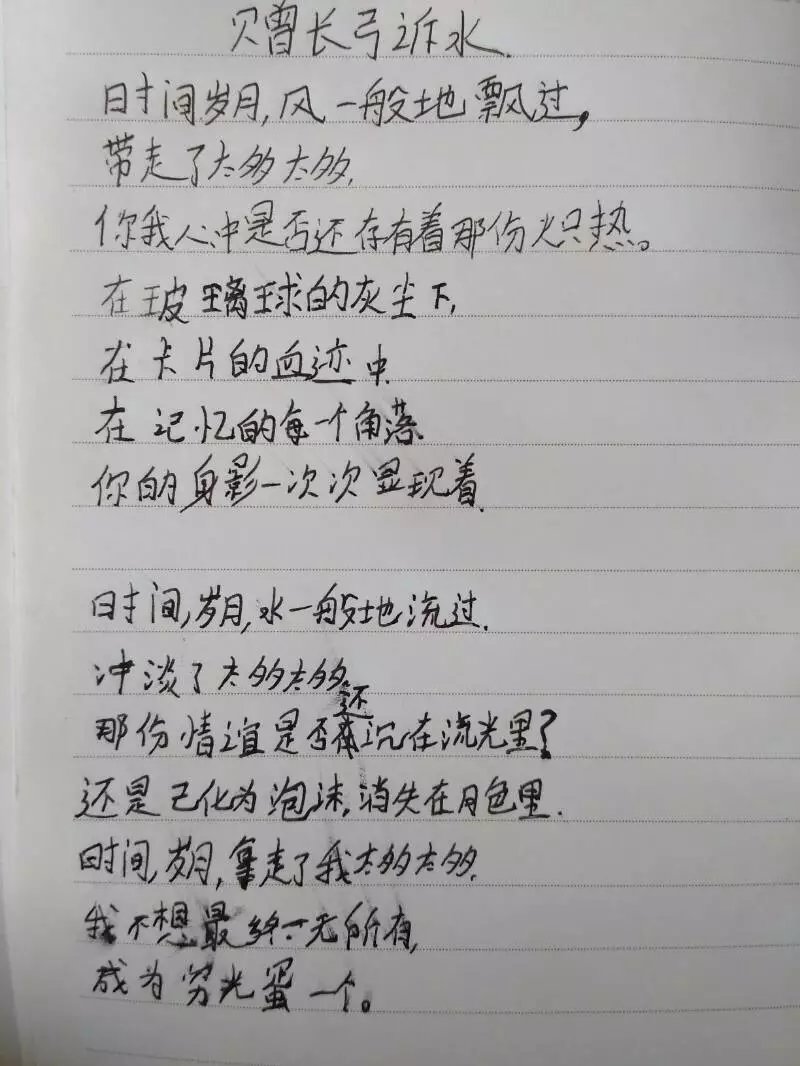 赠张泝
时间岁月,风一般地飘过,
带走了太多太多,
你我心中是否还存有着那份炽热。
在玻璃球的灰尘下,
在卡片的血迹中,
在记忆的每一个角落,
你的身影一次次显现着.
时间,岁月,水一般地流过.
冲淡了太多太多.
还
那份情谊是否沉在流光里?
还是已化为泡沫,消失在月色里.
时间,岁月,拿走了我太多太多.
我不想最终一无所有,
成为穷光蛋一个。